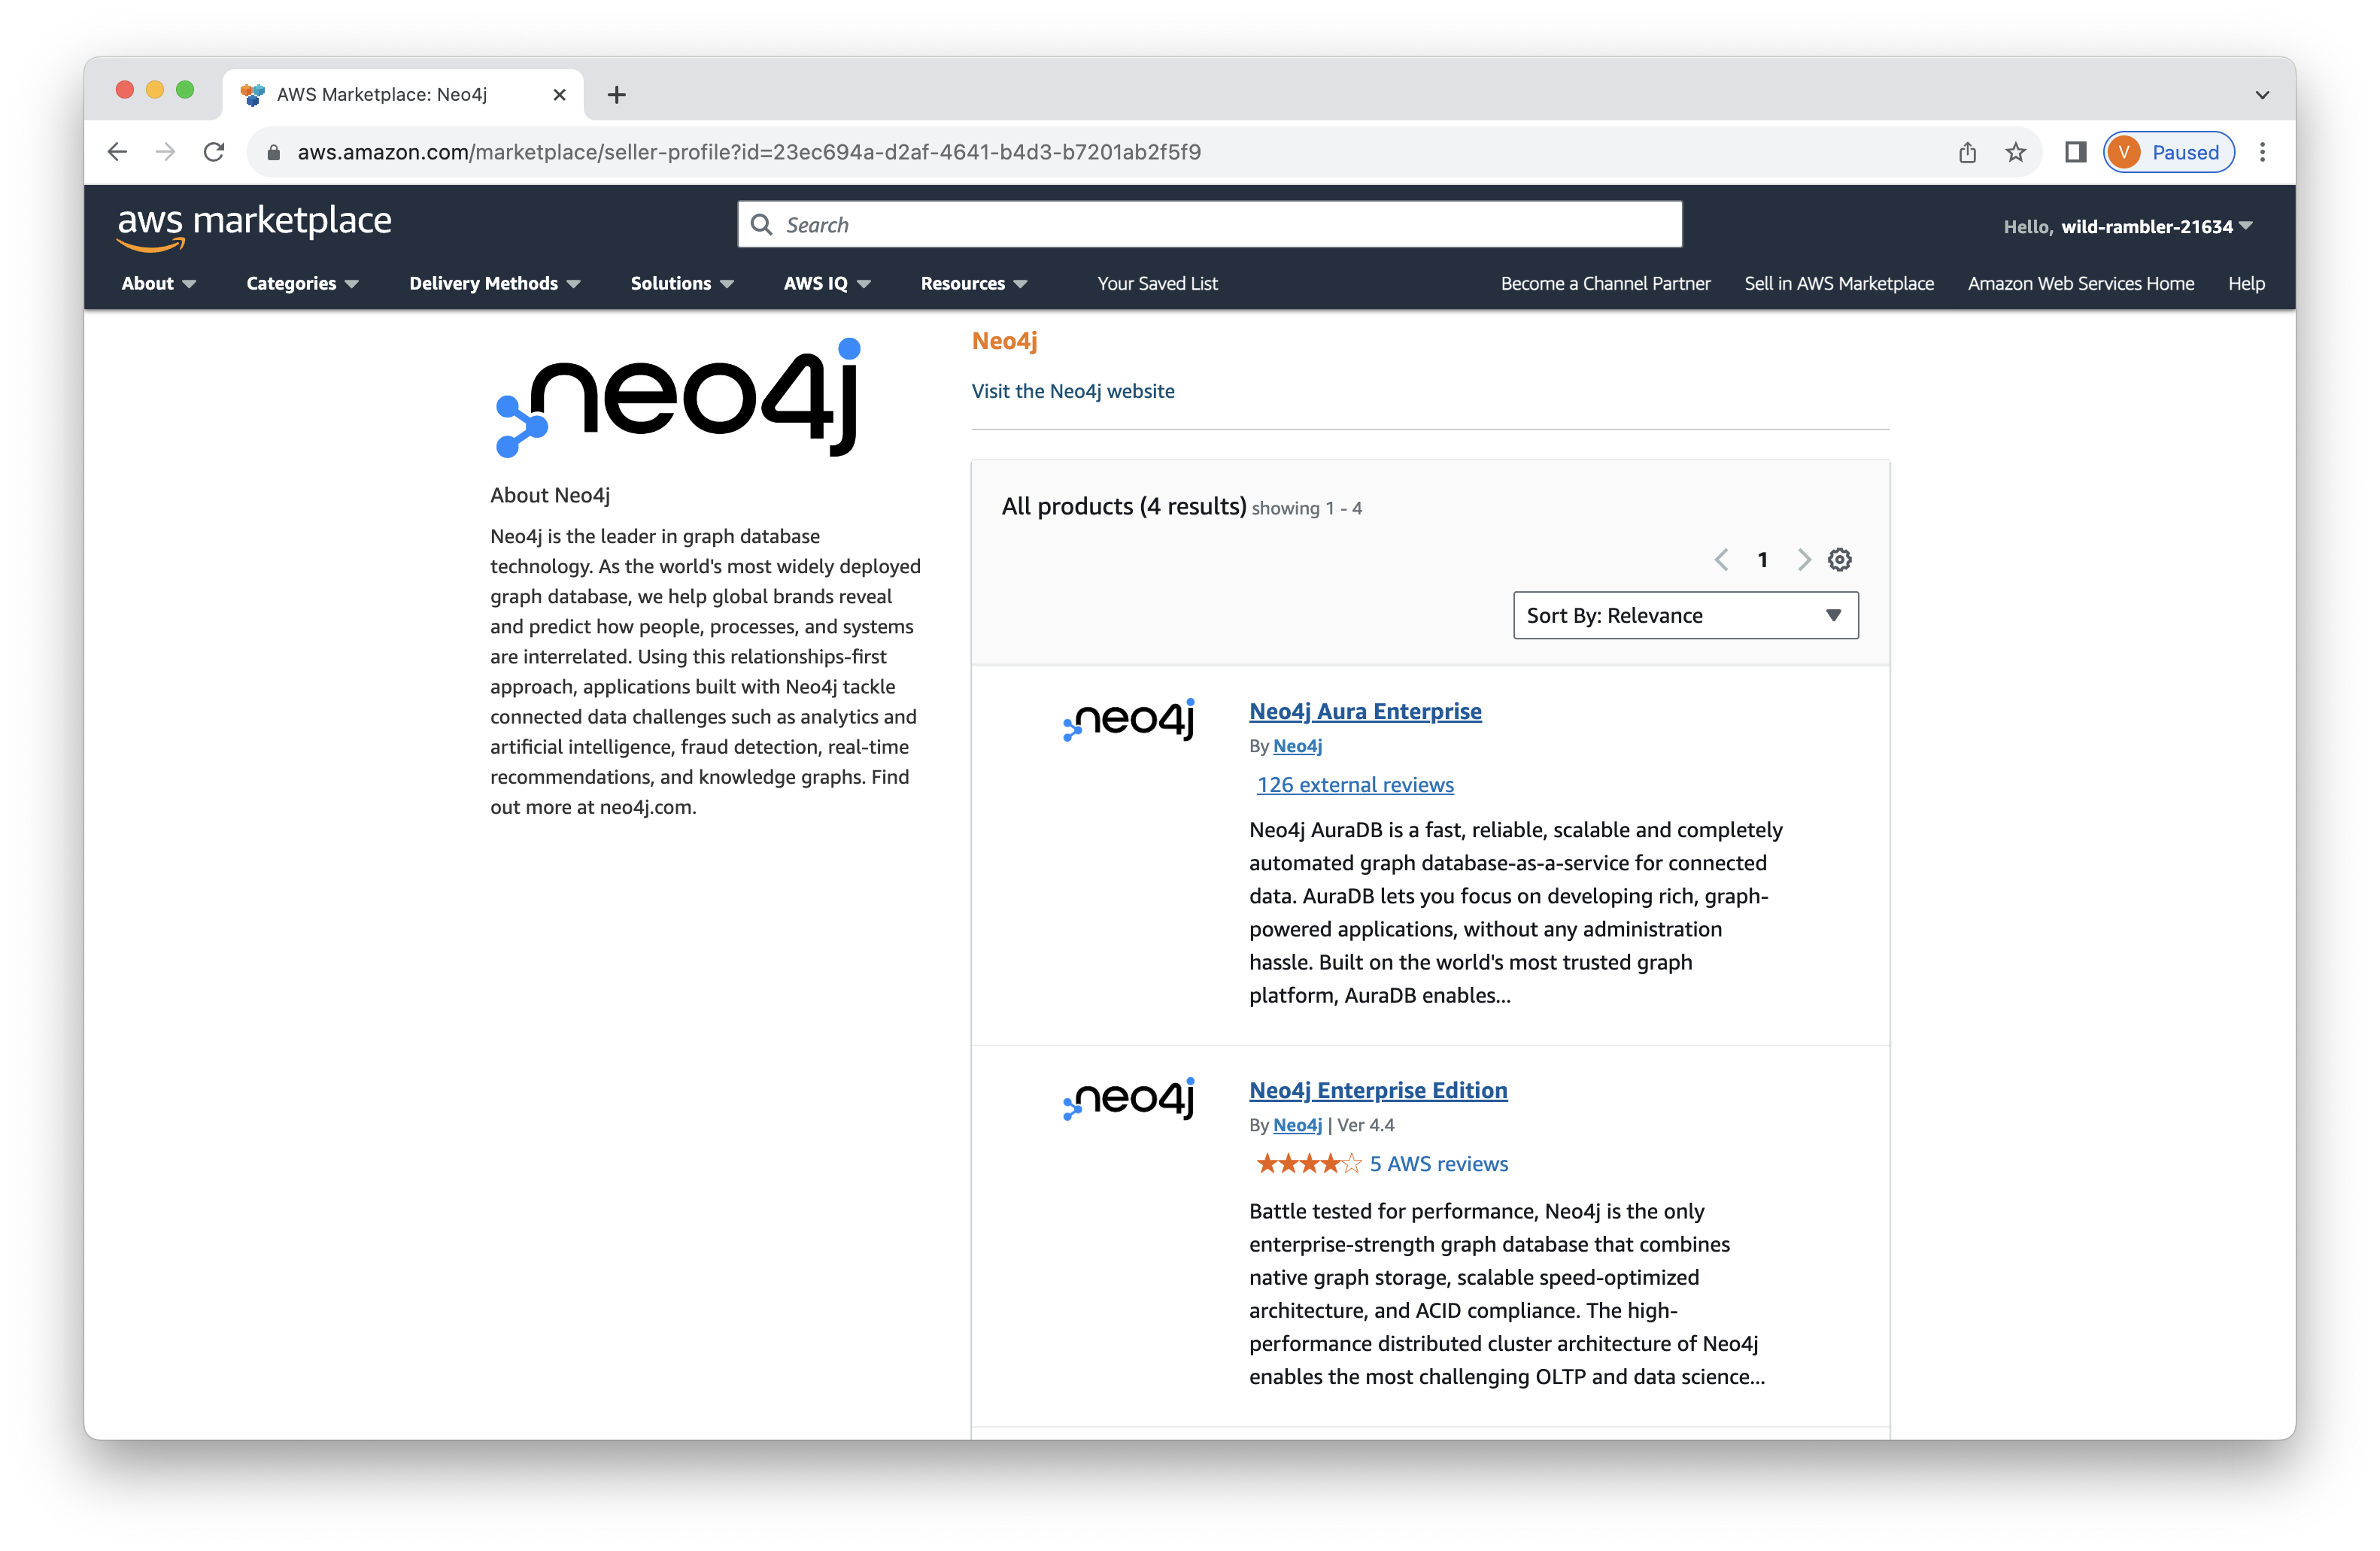 AWS Marketplace: Neo4j
aws.amazon.com/marketplace/seller-profile?id=23ec694a-d2af-4641-b4d3-b7201ab2f5f9
V Paused
aws marketplace
Search
Hello, wild-rambler-21634
About Categories Delivery Methods Solutions AWS IQ Resources Your Saved List Become a Channel Partner Sell in AWS Marketplace Amazon Web Services Home Help
neo4j
About Neo4j
Neo4j is the leader in graph database
technology. As the world's most widely deployed
graph database, we help global brands reveal
and predict how people, processes, and systems
are interrelated. Using this relationships-first
approach, applications built with Neo4j tackle
connected data challenges such as analytics and
artificial intelligence, fraud detection, real-time
recommendations, and knowledge graphs. Find
out more at neo4j.com.
Neo4j
Visit the Neo4j website
All products (4 results) showing 1 - 4
1
Sort By: Relevance
neo4j
Neo4j Aura Enterprise
By Neo4j
126 external reviews
Neo4j AuraDB is a fast, reliable, scalable and completely
automated graph database-as-a-service for connected
data. AuraDB lets you focus on developing rich, graph-
powered applications, without any administration
hassle. Built on the world's most trusted graph
platform, AuraDB enables...
neo4j
Neo4j Enterprise Edition
By Neo4j | Ver 4.4
5 AWS reviews
Battle tested for performance, Neo4j is the only
enterprise-strength graph database that combines
native graph storage, scalable speed-optimized
architecture, and ACID compliance. The high-
performance distributed cluster architecture of Neo4j
enables the most challenging OLTP and data science...